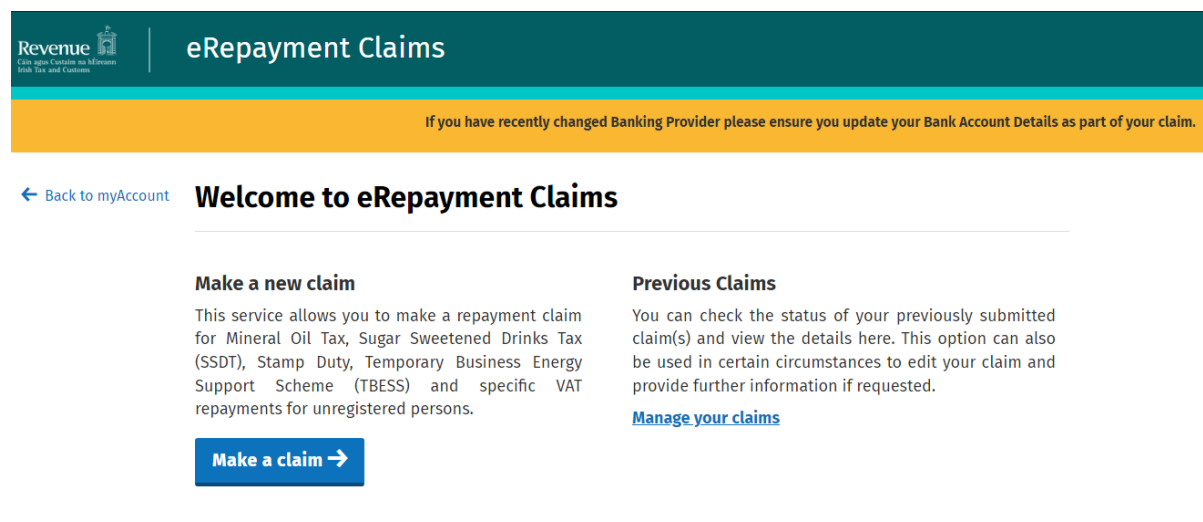 Revenue
Cáin agus Custaim na hÉireann
Irish Tax and Customs
eRepayment Claims
If you have recently changed Banking Provider please ensure you update your Bank Account Details as part of your claim.
← Back to myAccount
Welcome to eRepayment Claims
Make a new claim
This service allows you to make a repayment claim
for Mineral Oil Tax, Sugar Sweetened Drinks Tax
(SSDT), Stamp Duty, Temporary Business Energy
Support Scheme (TBESS) and specific VAT
repayments for unregistered persons.
Make a claim →
Previous Claims
You can check the status of your previously submitted
claim(s) and view the details here. This option can also
be used in certain circumstances to edit your claim and
provide further information if requested.
Manage your claims